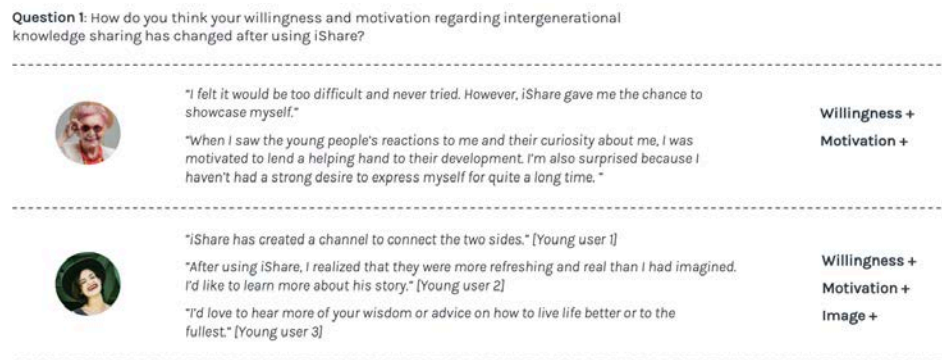 Question 1: How do you think your willingness and motivation regarding intergenerational
knowledge sharing has changed after using iShare?
"I felt it would be too difficult and never tried. However, iShare gave me the chance to
showcase myself."
"When I saw the young people's reactions to me and their curiosity about me, I was
motivated to lend a helping hand to their development. I'm also surprised because I
haven't had a strong desire to express myself for quite a long time. "
Willingness +
Motivation +
"iShare has created a channel to connect the two sides." [Young user 1]
"After using iShare, I realized that they were more refreshing and real than I had imagined.
I'd like to learn more about his story." [Young user 2]
"I'd love to hear more of your wisdom or advice on how to live life better or to the
fullest." [Young user 3]
Willingness +
Motivation +
Image +